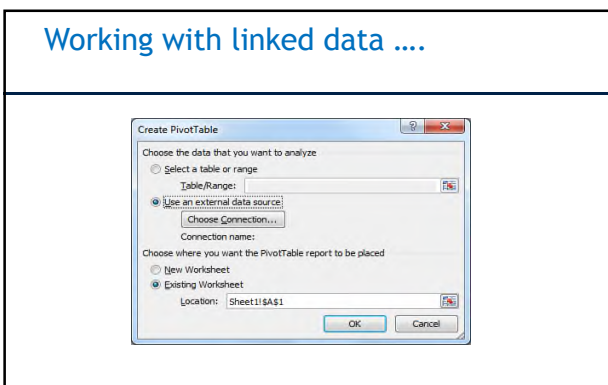 Working with linked data ....
Create PivotTable
Choose the data that you want to analyze
Select a table or range
Table/Range:
Use an external data source
Choose Connection...
Connection name:
Choose where you want the PivotTable report to be placed
New Worksheet
Existing Worksheet
Location: Sheet1!$A$1
OK Cancel